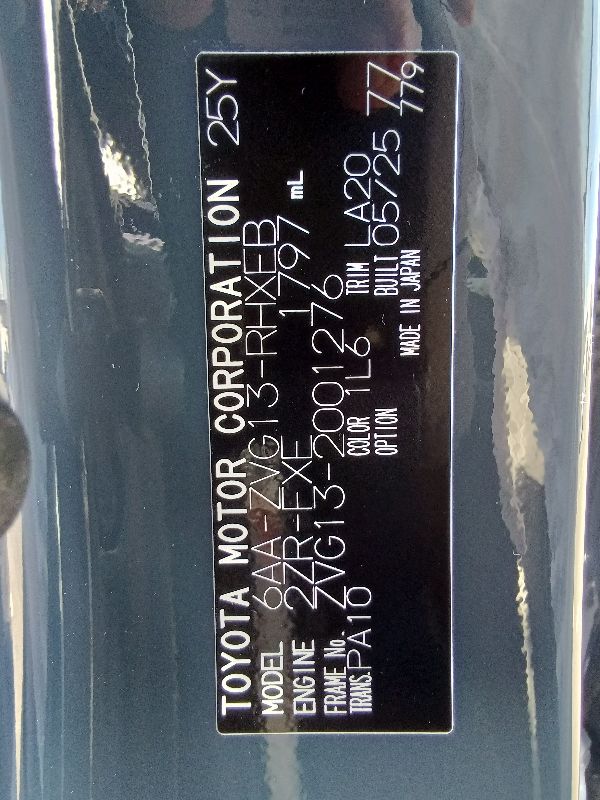 TOYOTA MOTOR CORPORATION 25Y
MODEL 6AA-ZVG13-RHXEB
ENGINE 2ZR-EXE 1797 mL
FRAME No. ZVG13-2001276
TRANS. PA10 COLOR 1L6 TRIM LA20
OPTION BUILT 05/25 77
MADE IN JAPAN 779